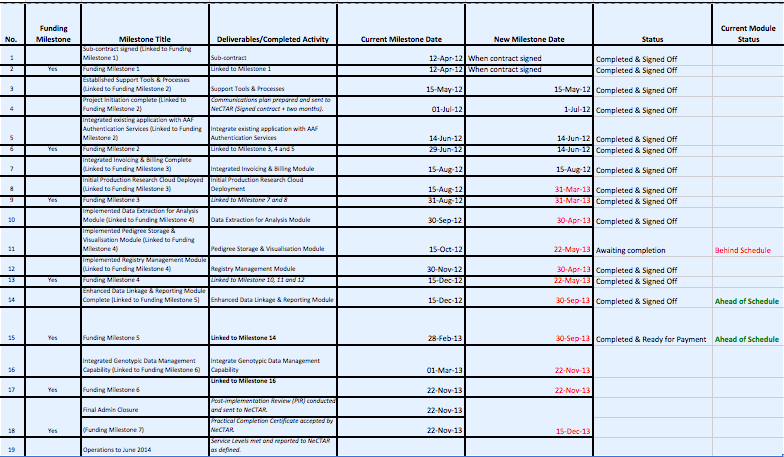 No. Funding Milestone Milestone Title Deliverables/Completed Activity Current Milestone Date New Milestone Date Status Current Module Status
1 Sub-contract signed (Linked to Funding Milestone 1) Sub-contract 12-Apr-12 When contract signed Completed & Signed Off
2 Yes Funding Milestone 1 Linked to Milestone 1 12-Apr-12 When contract signed Completed & Signed Off
3 Established Support Tools & Processes (Linked to Funding Milestone 2) Support Tools & Processes 15-May-12 15-May-12 Completed & Signed Off
4 Project Initiation complete (Linked to Funding Milestone 2) Communications plan prepared and sent to NeCTAR (Signed contract + two months). 01-Jul-12 1-Jul-12 Completed & Signed Off
5 Integrated existing application with AAF Authentication Services (Linked to Funding Milestone 2) Integrate existing application with AAF Authentication Services 14-Jun-12 14-Jun-12 Completed & Signed Off
6 Yes Funding Milestone 2 Linked to Milestone 3, 4 and 5 29-Jun-12 14-Jun-12 Completed & Signed Off
7 Integrated Invoicing & Billing Complete (Linked to Funding Milestone 3) Integrated Invoicing & Billing Module 15-Aug-12 15-Aug-12 Completed & Signed Off
8 Initial Production Research Cloud Deployed (Linked to Funding Milestone 3) Initial Production Research Cloud Deployment 15-Aug-12 31-Mar-13 Completed & Signed Off
9 Yes Funding Milestone 3 Linked to Milestone 7 and 8 31-Aug-12 31-Mar-13 Completed & Signed Off
10 Implemented Data Extraction for Analysis Module (Linked to Funding Milestone 4) Data Extraction for Analysis Module 30-Sep-12 30-Apr-13 Completed & Signed Off
11 Implemented Pedigree Storage & Visualisation Module (Linked to Funding Milestone 4) Pedigree Storage & Visualisation Module 15-Oct-12 22-May-13 Awaiting completion Behind Schedule
12 Implemented Registry Management Module (Linked to Funding Milestone 4) Registry Management Module 30-Nov-12 30-Apr-13 Completed & Signed Off
13 Yes Funding Milestone 4 Linked to Milestone 10, 11 and 12 15-Dec-12 22-May-13 Completed & Signed Off
14 Enhanced Data Linkage & Reporting Module Complete (Linked to Funding Milestone 5) Enhanced Data Linkage & Reporting Module 15-Dec-12 30-Sep-13 Completed & Signed Off Ahead of Schedule
15 Yes Funding Milestone 5 Linked to Milestone 14 28-Feb-13 30-Sep-13 Completed & Ready for Payment Ahead of Schedule
16 Integrated Genotypic Data Management Capability (Linked to Funding Milestone 6) Integrate Genotypic Data Management Capability 01-Mar-13 22-Nov-13
17 Yes Funding Milestone 6 Linked to Milestone 16 22-Nov-13 22-Nov-13
Final Admin Closure Post-implementation Review (PIR) conducted and sent to NeCTAR. 22-Nov-13
18 Yes (Funding Milestone 7) Practical Completion Certificate accepted by NeCTAR. 22-Nov-13 15-Dec-13
19 Operations to June 2014 Service Levels met and reported to NeCTAR as defined.